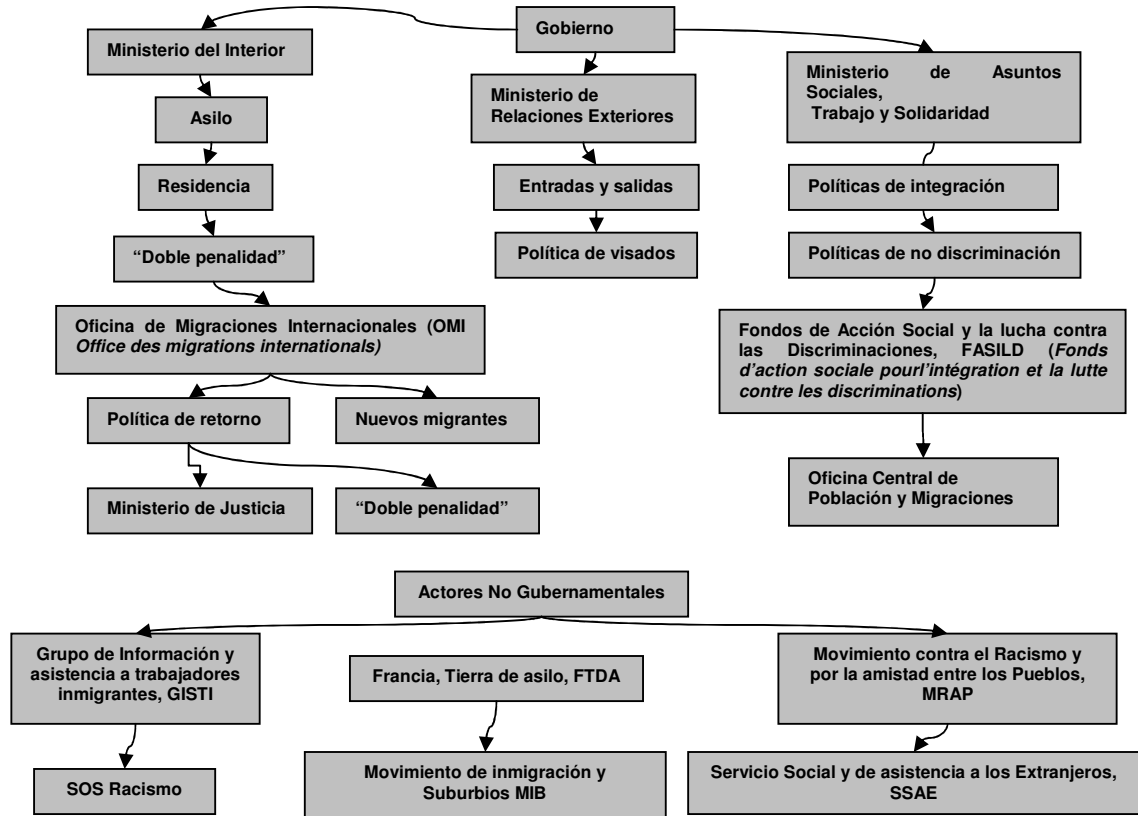 Gobierno
Ministerio del Interior
Ministerio de Asuntos
Sociales,
Trabajo y Solidaridad
Ministerio de
Relaciones Exteriores
Asilo
Residencia
Entradas y salidas
Políticas de integración
“Doble penalidad”
Política de visados
Políticas de no discriminación
Oficina de Migraciones Internacionales (OMI
Office des migrations internationals)
Fondos de Acción Social y la lucha contra
las Discriminaciones, FASILD (Fonds
d’action sociale pourl’intégration et la lutte
contre les discriminations)
Política de retorno
Nuevos migrantes
Ministerio de Justicia
“Doble penalidad”
Oficina Central de
Población y Migraciones
Actores No Gubernamentales
Grupo de Información y
asistencia a trabajadores
inmigrantes, GISTI
Francia, Tierra de asilo, FTDA
Movimiento contra el Racismo y
por la amistad entre los Pueblos,
MRAP
SOS Racismo
Movimiento de inmigración y
Suburbios MIB
Servicio Social y de asistencia a los Extranjeros,
SSAE